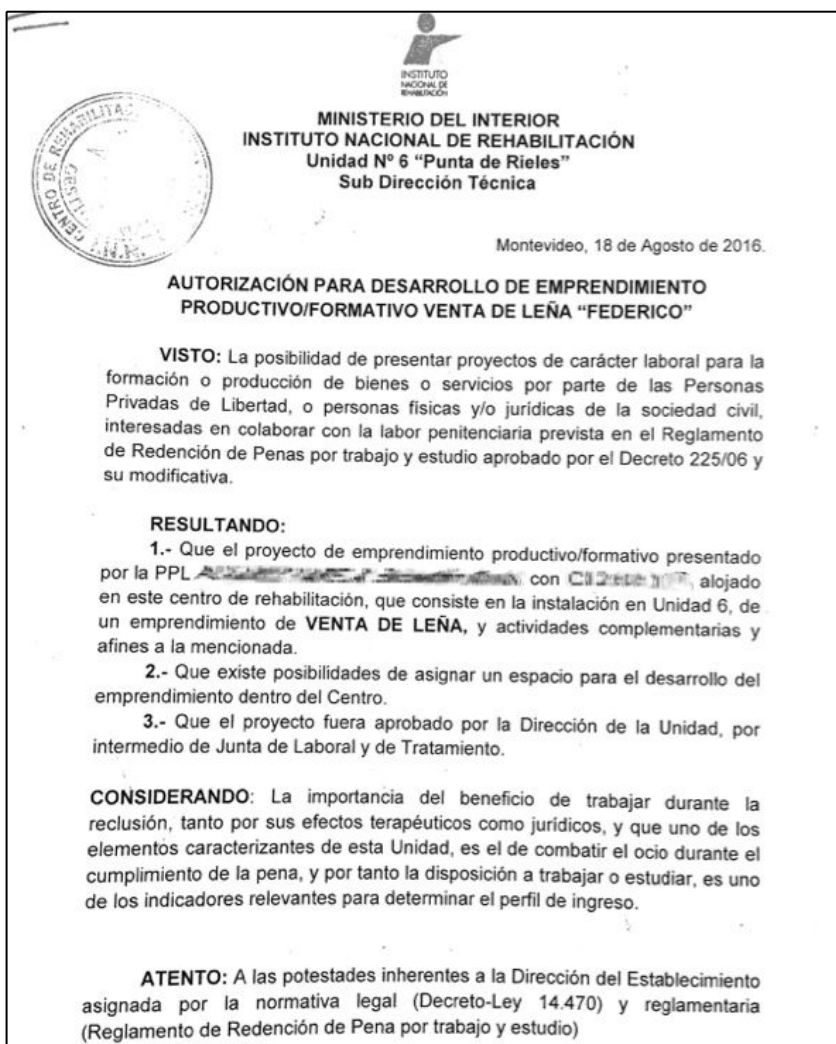 INSTITUTO
NACIONAL DE
REHABILITACIÓN
CENTRO DE REHABILITAC
MINISTERIO DEL INTERIOR
INSTITUTO NACIONAL DE REHABILITACIÓN
Unidad Nº 6 “Punta de Rieles”
Sub Dirección Técnica
Montevideo, 18 de Agosto de 2016.
AUTORIZACIÓN PARA DESARROLLO DE EMPRENDIMIENTO
PRODUCTIVO/FORMATIVO VENTA DE LEÑA “FEDERICO”
VISTO: La posibilidad de presentar proyectos de carácter laboral para la
formación o producción de bienes o servicios por parte de las Personas
Privadas de Libertad, o personas físicas y/o jurídicas de la sociedad civil,
interesadas en colaborar con la labor penitenciaria prevista en el Reglamento
de Redención de Penas por trabajo y estudio aprobado por el Decreto 225/06 y
su modificativa.
RESULTANDO:
1.- Que el proyecto de emprendimiento productivo/formativo presentado
por la PPL con alojado
en este centro de rehabilitación, que consiste en la instalación en Unidad 6, de
un emprendimiento de VENTA DE LEÑA, y actividades complementarias y
afines a la mencionada.
2.- Que existe posibilidades de asignar un espacio para el desarrollo del
emprendimiento dentro del Centro.
3.- Que el proyecto fuera aprobado por la Dirección de la Unidad, por
intermedio de Junta de Laboral y de Tratamiento.
CONSIDERANDO: La importancia del beneficio de trabajar durante la
reclusión, tanto por sus efectos terapéuticos como jurídicos, y que uno de los
elementos caracterizantes de esta Unidad, es el de combatir el ocio durante el
cumplimiento de la pena, y por tanto la disposición a trabajar o estudiar, es uno
de los indicadores relevantes para determinar el perfil de ingreso.
ATENTO: A las potestades inherentes a la Dirección del Establecimiento
asignada por la normativa legal (Decreto-Ley 14.470) y reglamentaria
(Reglamento de Redención de Pena por trabajo y estudio)